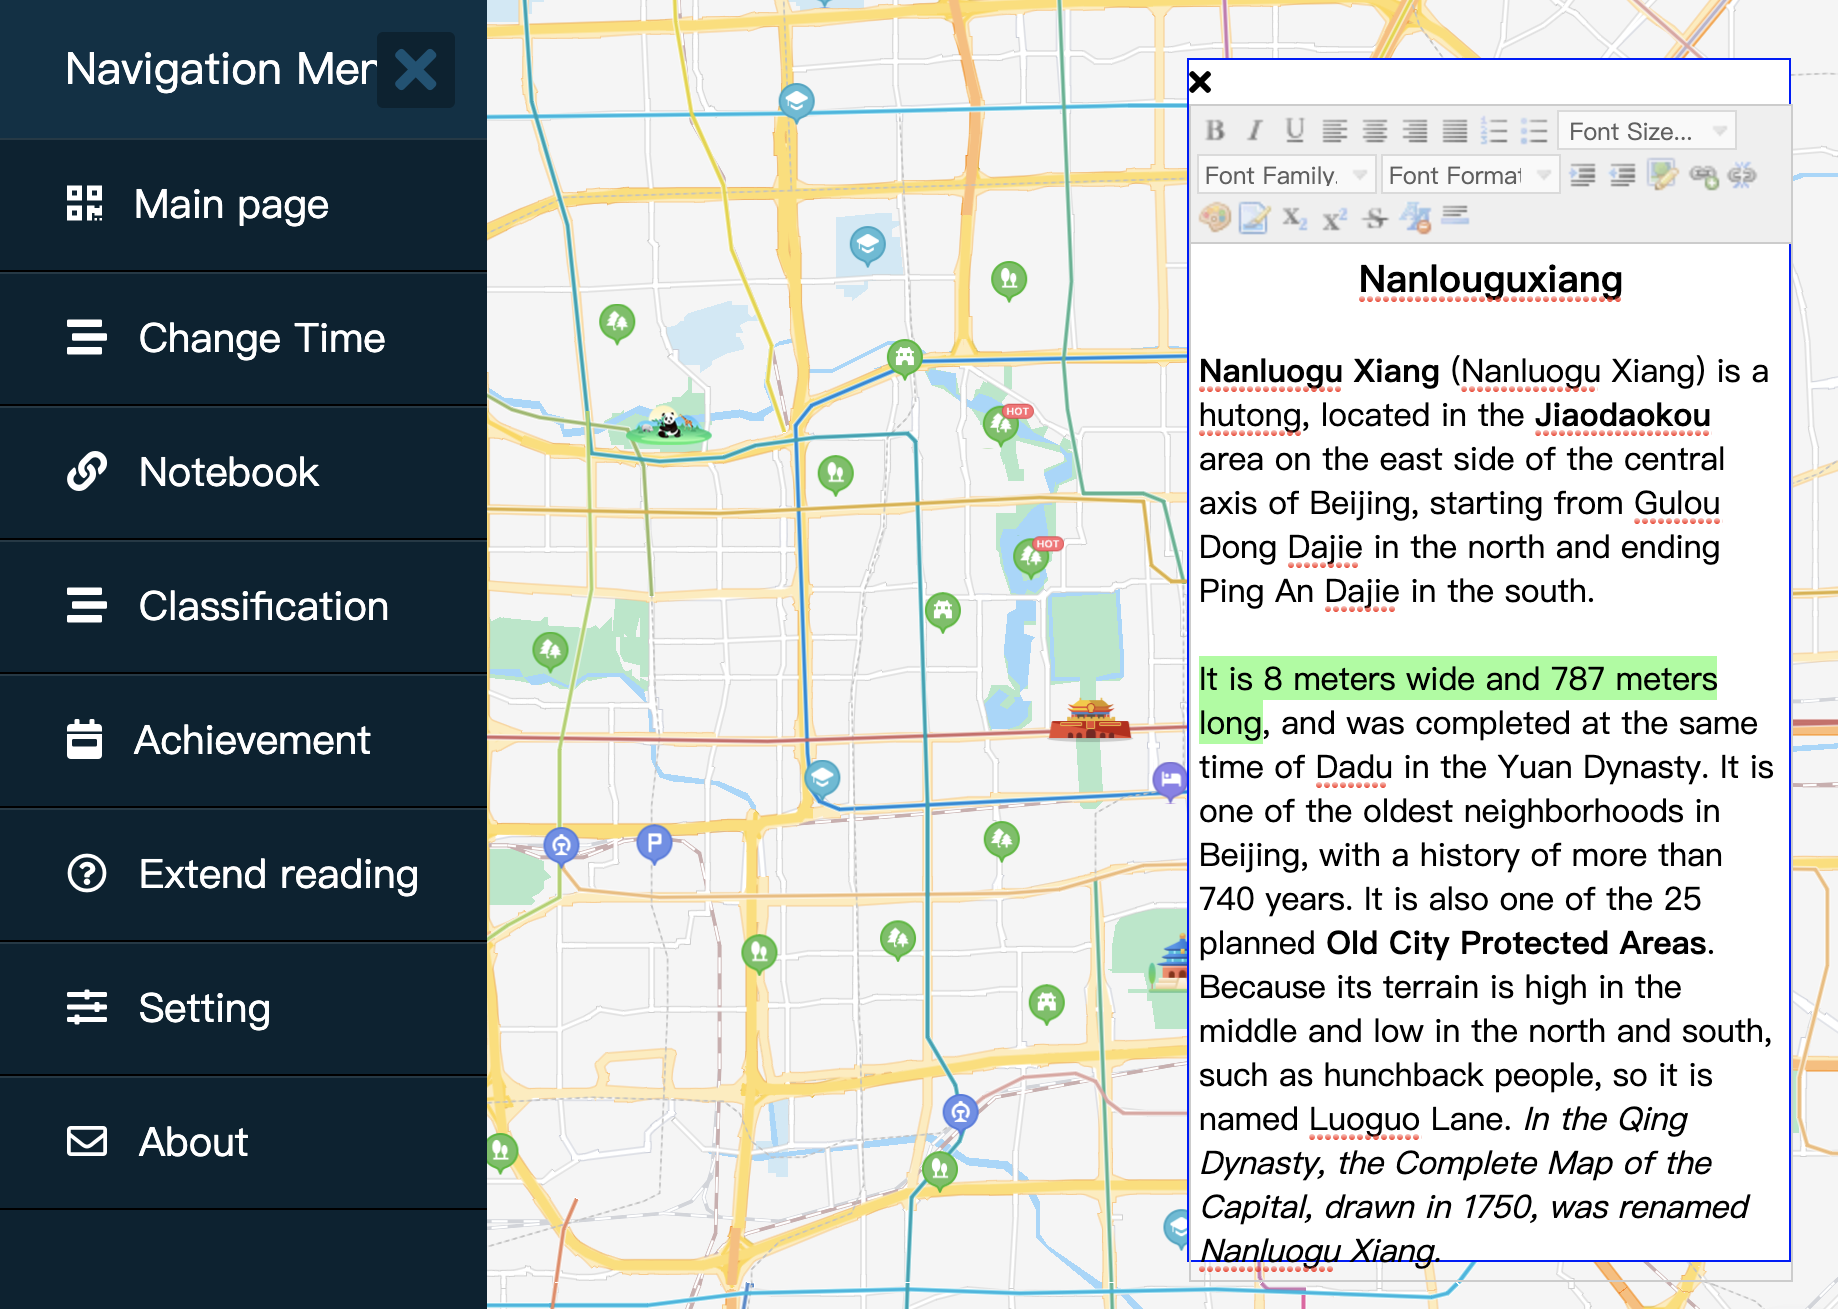 Navigation Men
Main page
Change Time
Notebook
Classification
Achievement
Extend reading
Setting
About
HOT
HOT
P
B I U Font Size...
Font Family. Font Format
X₂ X² S
Nanlouguxiang
Nanluogu Xiang (Nanluogu Xiang) is a
hutong, located in the Jiaodaokou
area on the east side of the central
axis of Beijing, starting from Gulou
Dong Dajie in the north and ending
Ping An Dajie in the south.
It is 8 meters wide and 787 meters
long, and was completed at the same
time of Dadu in the Yuan Dynasty. It is
one of the oldest neighborhoods in
Beijing, with a history of more than
740 years. It is also one of the 25
planned Old City Protected Areas.
Because its terrain is high in the
middle and low in the north and south,
such as hunchback people, so it is
named Luoguo Lane. In the Qing
Dynasty, the Complete Map of the
Capital, drawn in 1750, was renamed
Nanluogu Xiang.